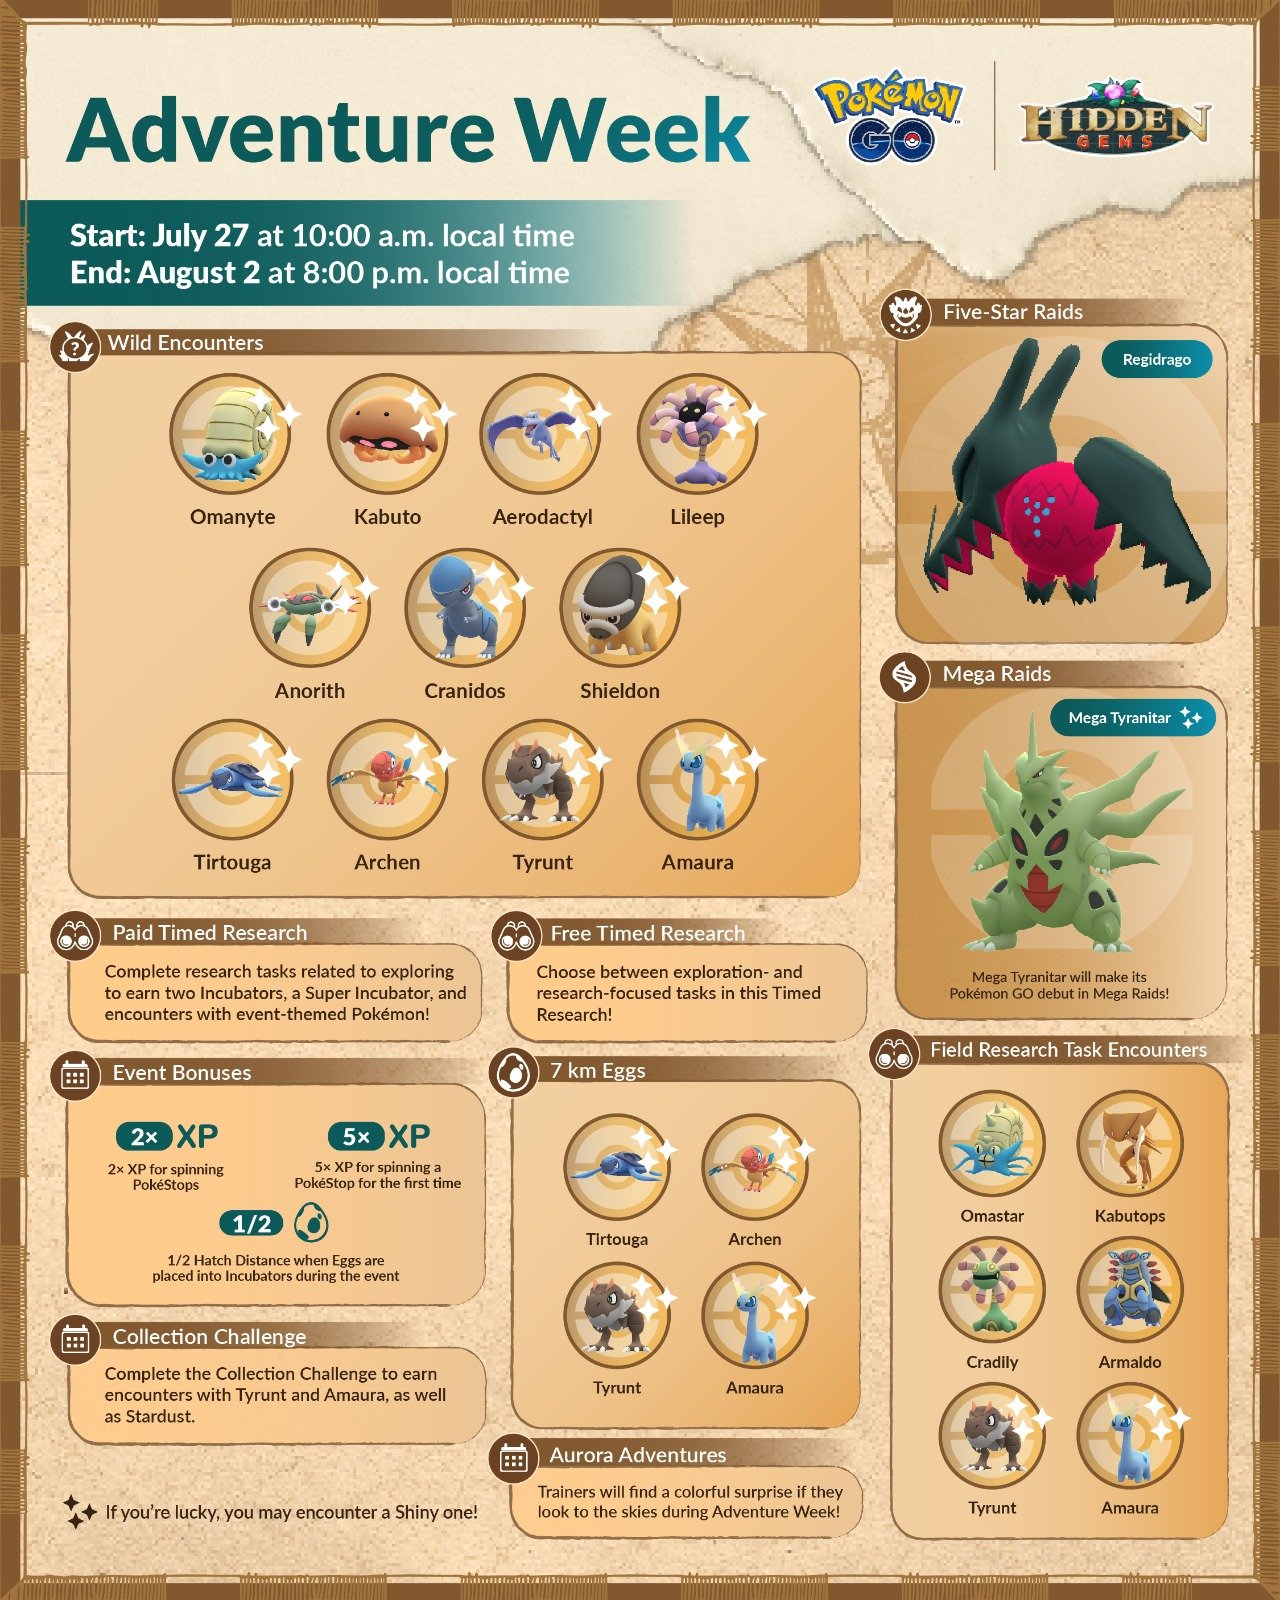 Adventure Week
POKÉMON
GO
™
HIDDEN
GEMS
Start: July 27 at 10:00 a.m. local time
End: August 2 at 8:00 p.m. local time
Wild Encounters
?
Omanyte
Kabuto
Aerodactyl
Lileep
Anorith
Cranidos
Shieldon
Tirtouga
Archen
Tyrunt
Amaura
Five-Star Raids
Regidrago
Mega Raids
Mega Tyranitar
Mega Tyranitar will make its
Pokémon GO debut in Mega Raids!
Paid Timed Research
Complete research tasks related to exploring
to earn two Incubators, a Super Incubator, and
encounters with event-themed Pokémon!
Free Timed Research
Choose between exploration- and
research-focused tasks in this Timed
Research!
Event Bonuses
2× XP
2× XP for spinning
PokéStops
5× XP
5× XP for spinning a
PokéStop for the first time
1/2
1/2 Hatch Distance when Eggs are
placed into Incubators during the event
7 km Eggs
Tirtouga
Archen
Tyrunt
Amaura
Field Research Task Encounters
Omastar
Kabutops
Cradily
Armaldo
Tyrunt
Amaura
Collection Challenge
Complete the Collection Challenge to earn
encounters with Tyrunt and Amaura, as well
as Stardust.
Aurora Adventures
Trainers will find a colorful surprise if they
look to the skies during Adventure Week!
If you're lucky, you may encounter a Shiny one!